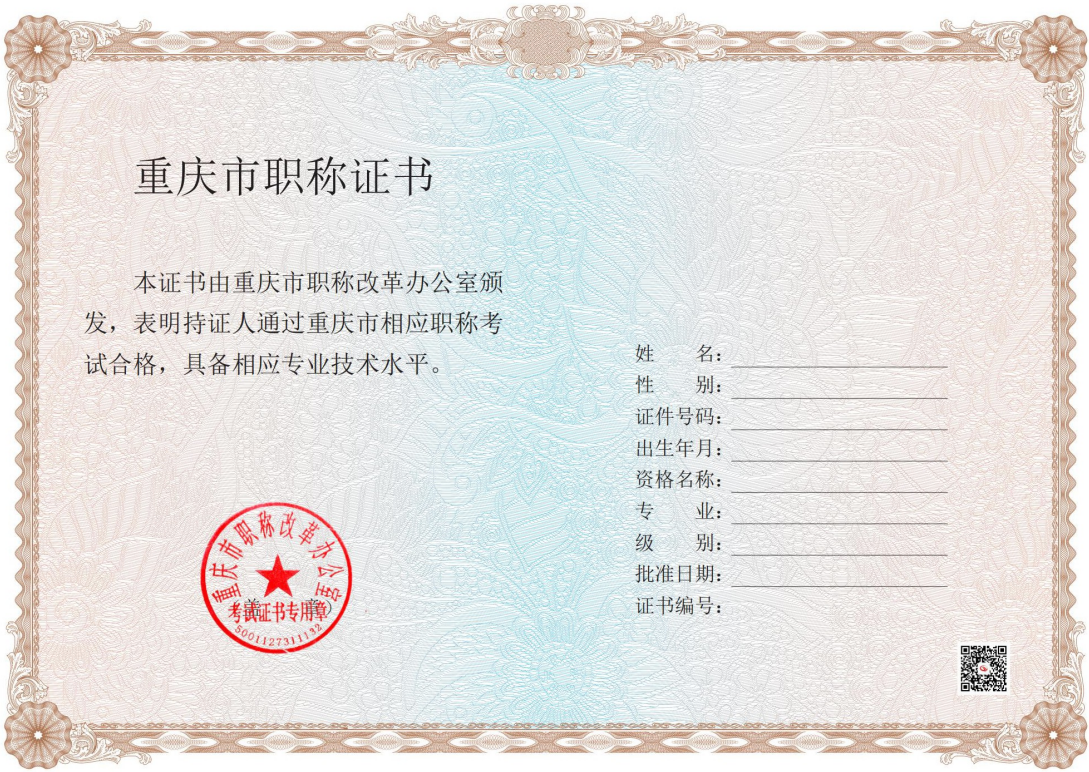 重庆市职称证书
本证书由重庆市职称改革办公室颁
发，表明持证人通过重庆市相应职称考
试合格，具备相应专业技术水平。
姓　　名：
性　　别：
证件号码：
出生年月：
资格名称：
专　　业：
级　　别：
批准日期：
证书编号：
重庆市职称改革办公室
考试证书专用章
5001127311132